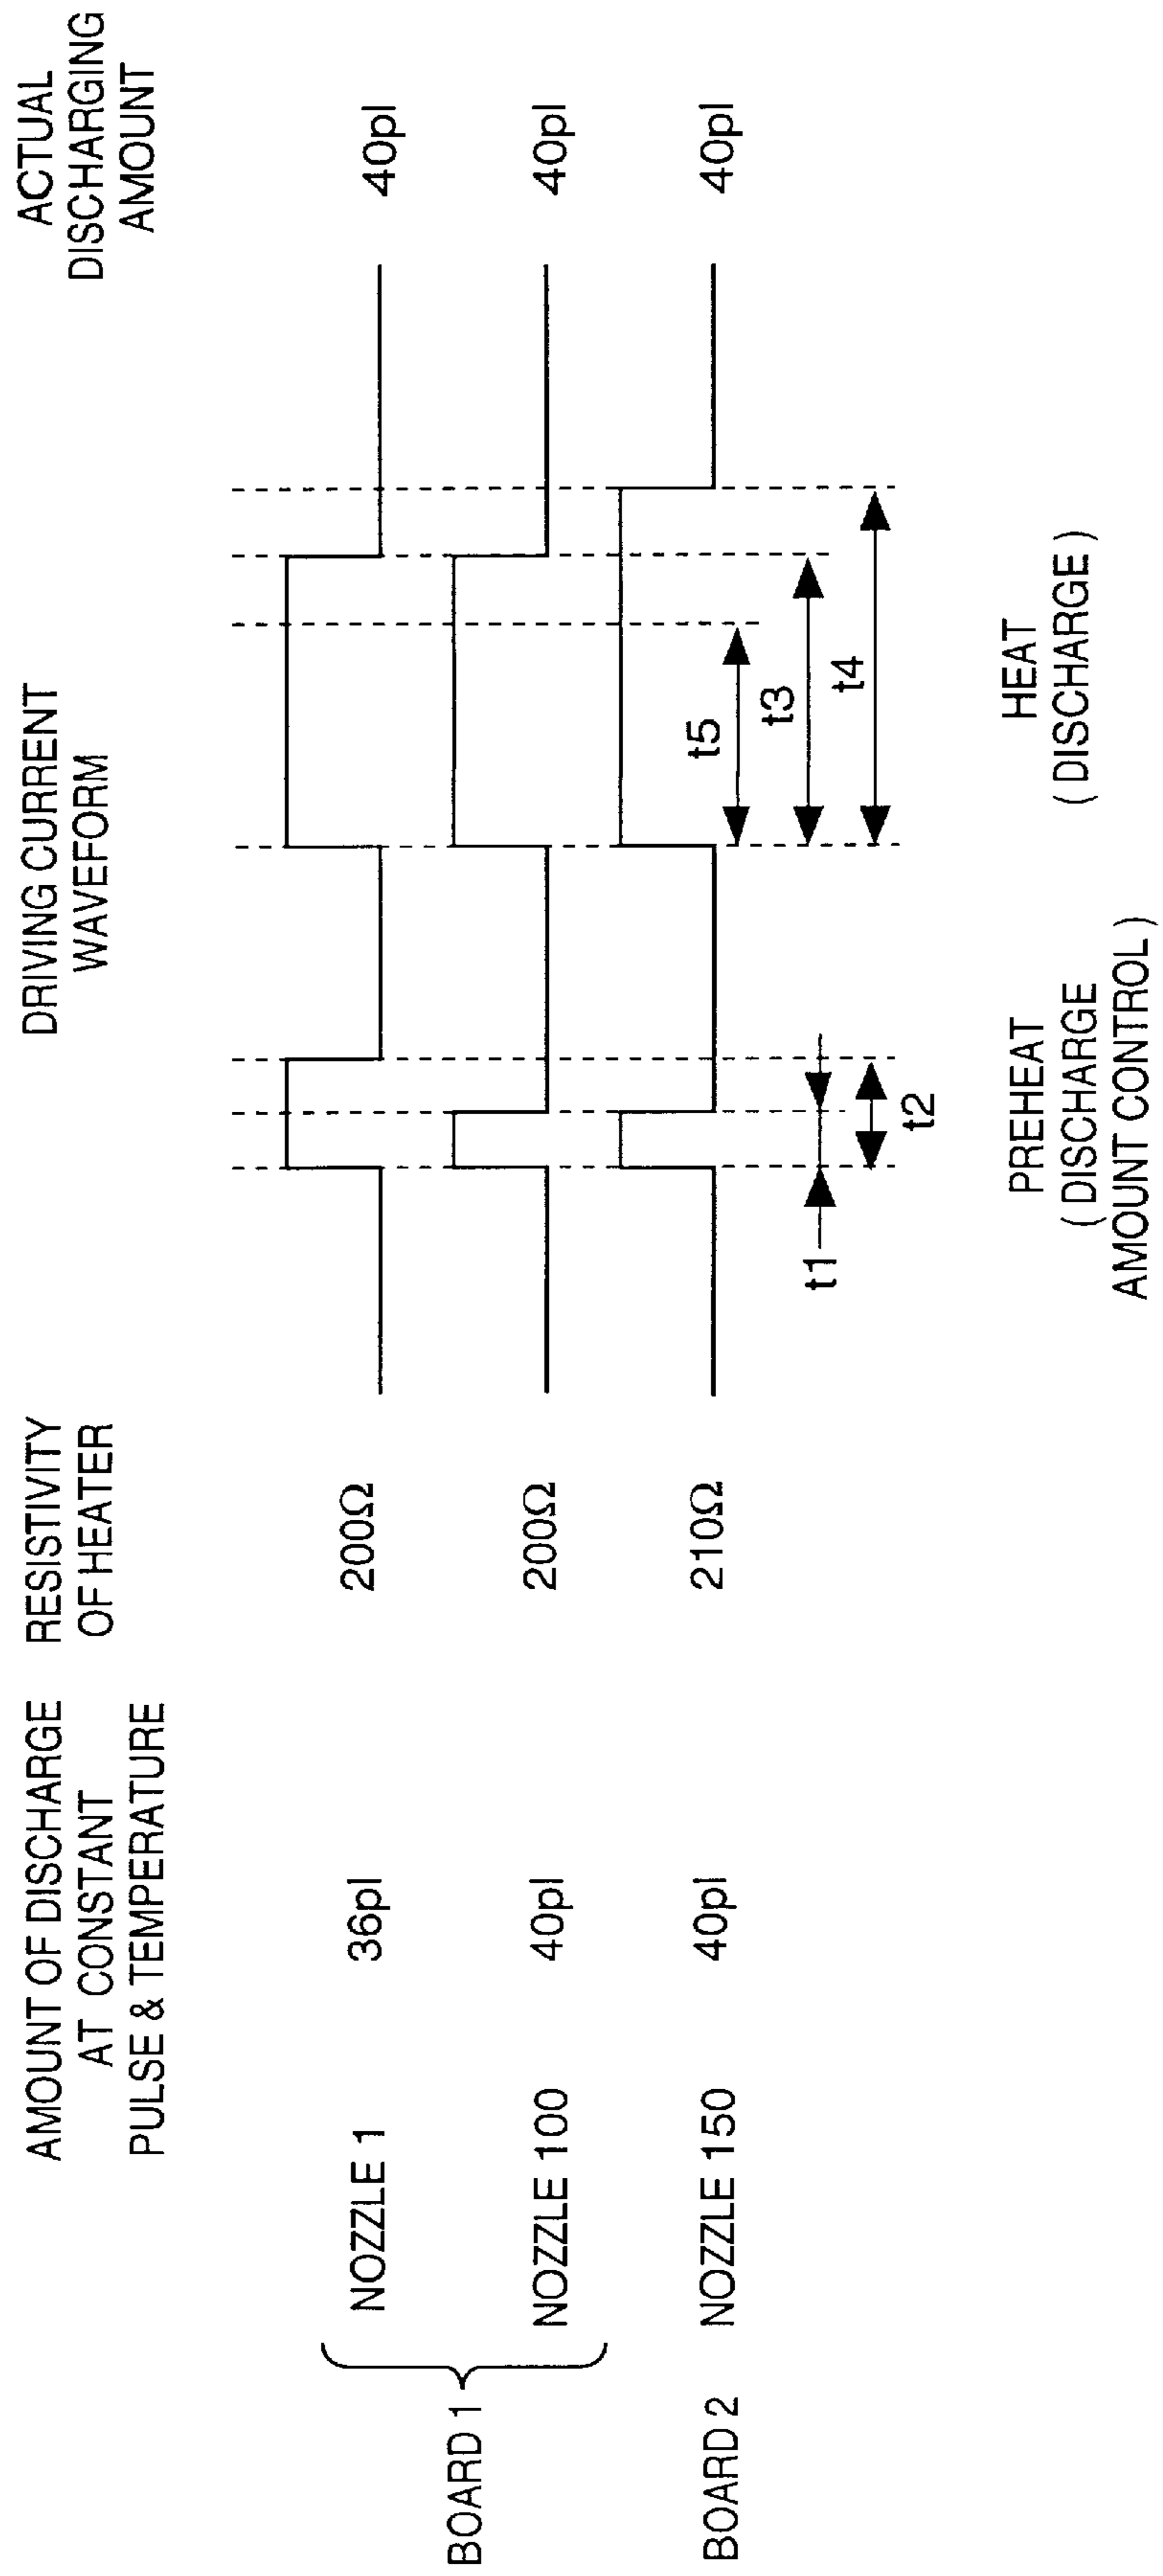 AMOUNT OF DISCHARGE
AT CONSTANT
PULSE & TEMPERATURE
RESISTIVITY
OF HEATER
DRIVING CURRENT
WAVEFORM
ACTUAL
DISCHARGING
AMOUNT
BOARD 1
NOZZLE 1
36pl
200Ω
40pl
NOZZLE 100
40pl
200Ω
40pl
BOARD 2
NOZZLE 150
40pl
210Ω
40pl
t1
t2
t5
t3
t4
PREHEAT
( DISCHARGE
AMOUNT CONTROL )
HEAT
( DISCHARGE )